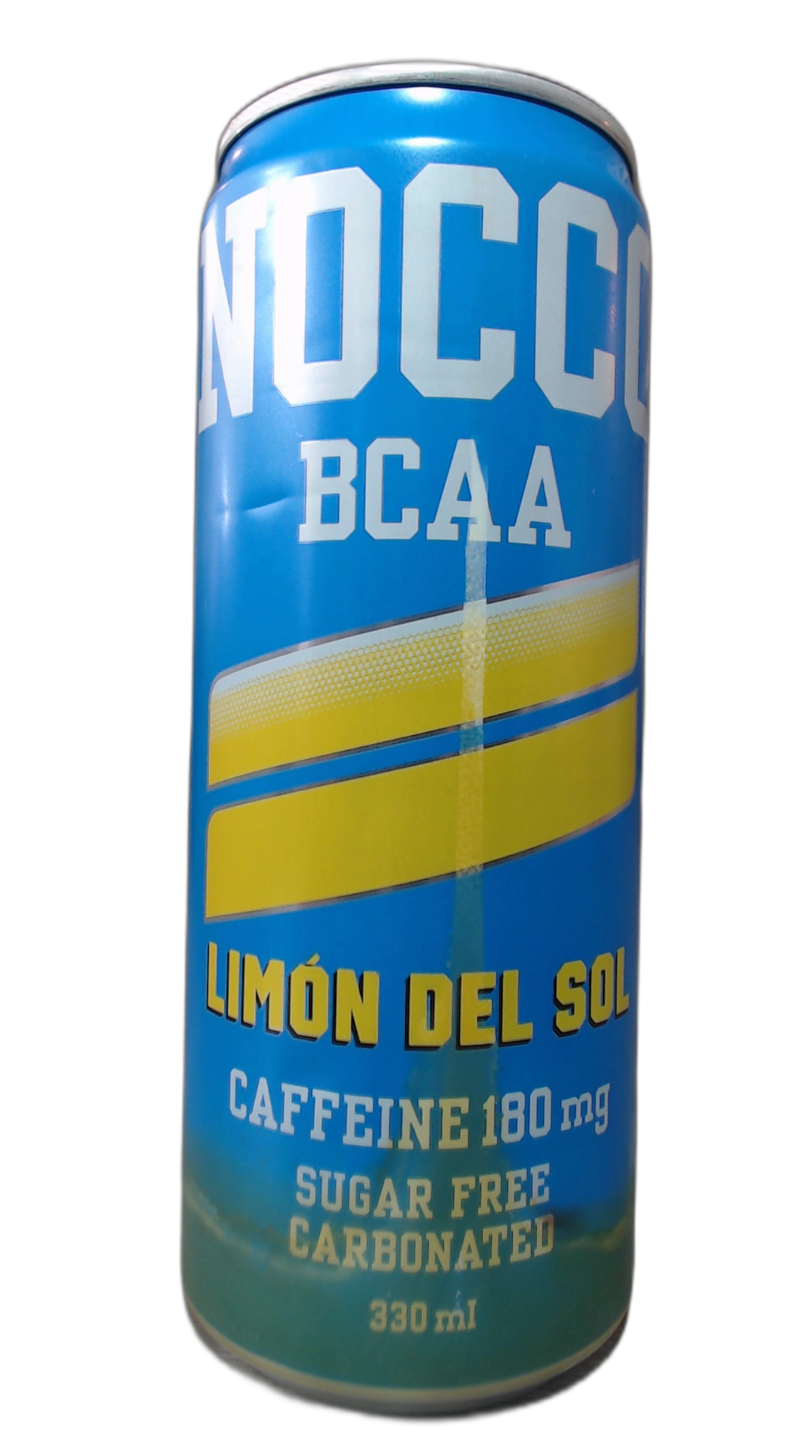 NOCCO
BCAA
LIMÓN DEL SOL
CAFFEINE 180 mg
SUGAR FREE
CARBONATED
330 ml